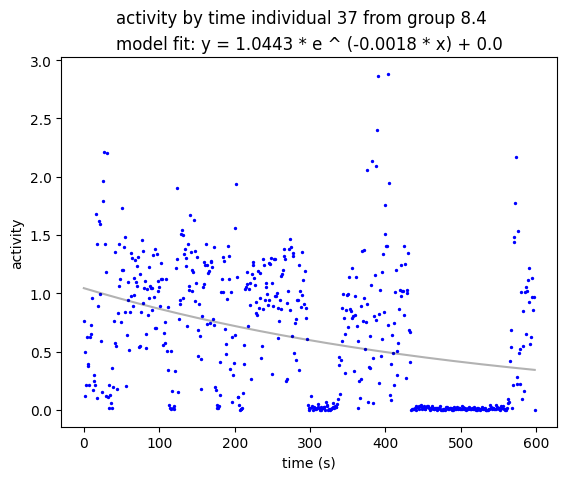 activity by time individual 37 from group 8.4
model fit: y = 1.0443 * e ^ (-0.0018 * x) + 0.0
3.0
2.5
2.0
1.5
1.0
0.5
0.0
activity
0 100 200 300 400 500 600
time (s)